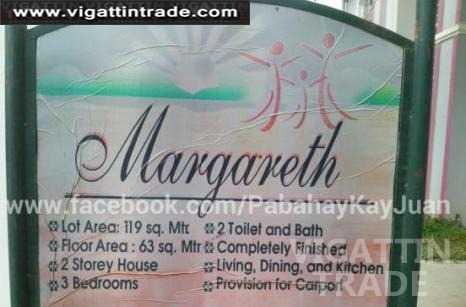 www.vigattintrade.com
Margareth
www.facebook.com/PabahayKayJuan
Lot Area: 119 sq. Mtr
Floor Area : 63 sq. Mtr
2 Storey House
3 Bedrooms
2 Toilet and Bath
Completely Finished
Living, Dining, and Kitchen
Provision for Carport
VIGATTIN
TRADE